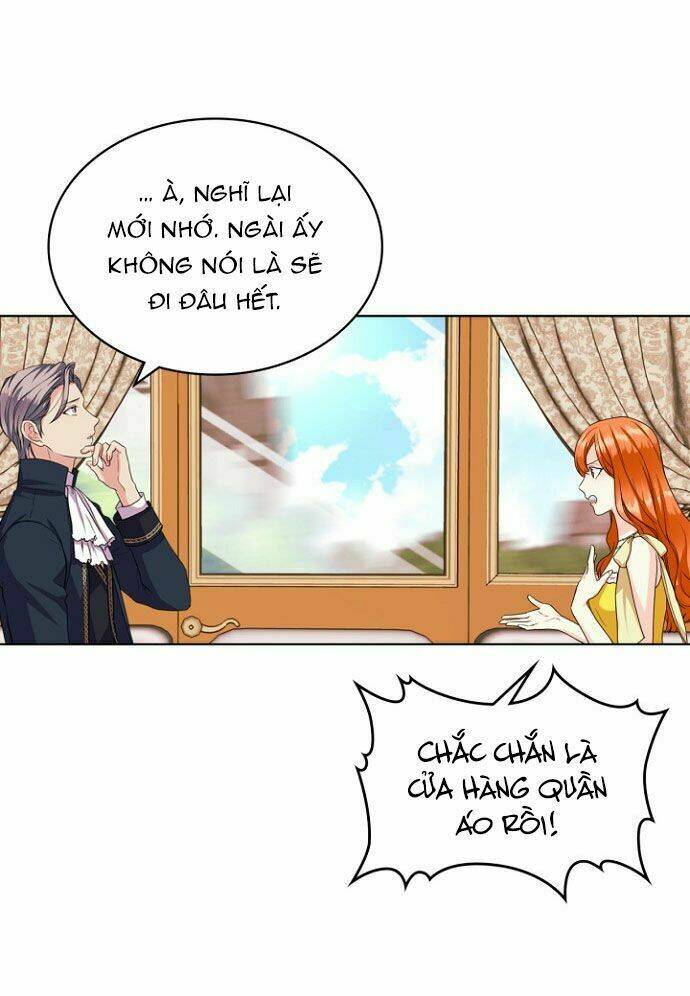 ... À, NGHĨ LẠI
MỚI NHỚ. NGÀI ẤY
KHÔNG NÓI LÀ SẼ
ĐI ĐÂU HẾT.
CHẮC CHẮN LÀ
CỬA HÀNG QUẦN
ÁO RỒI!